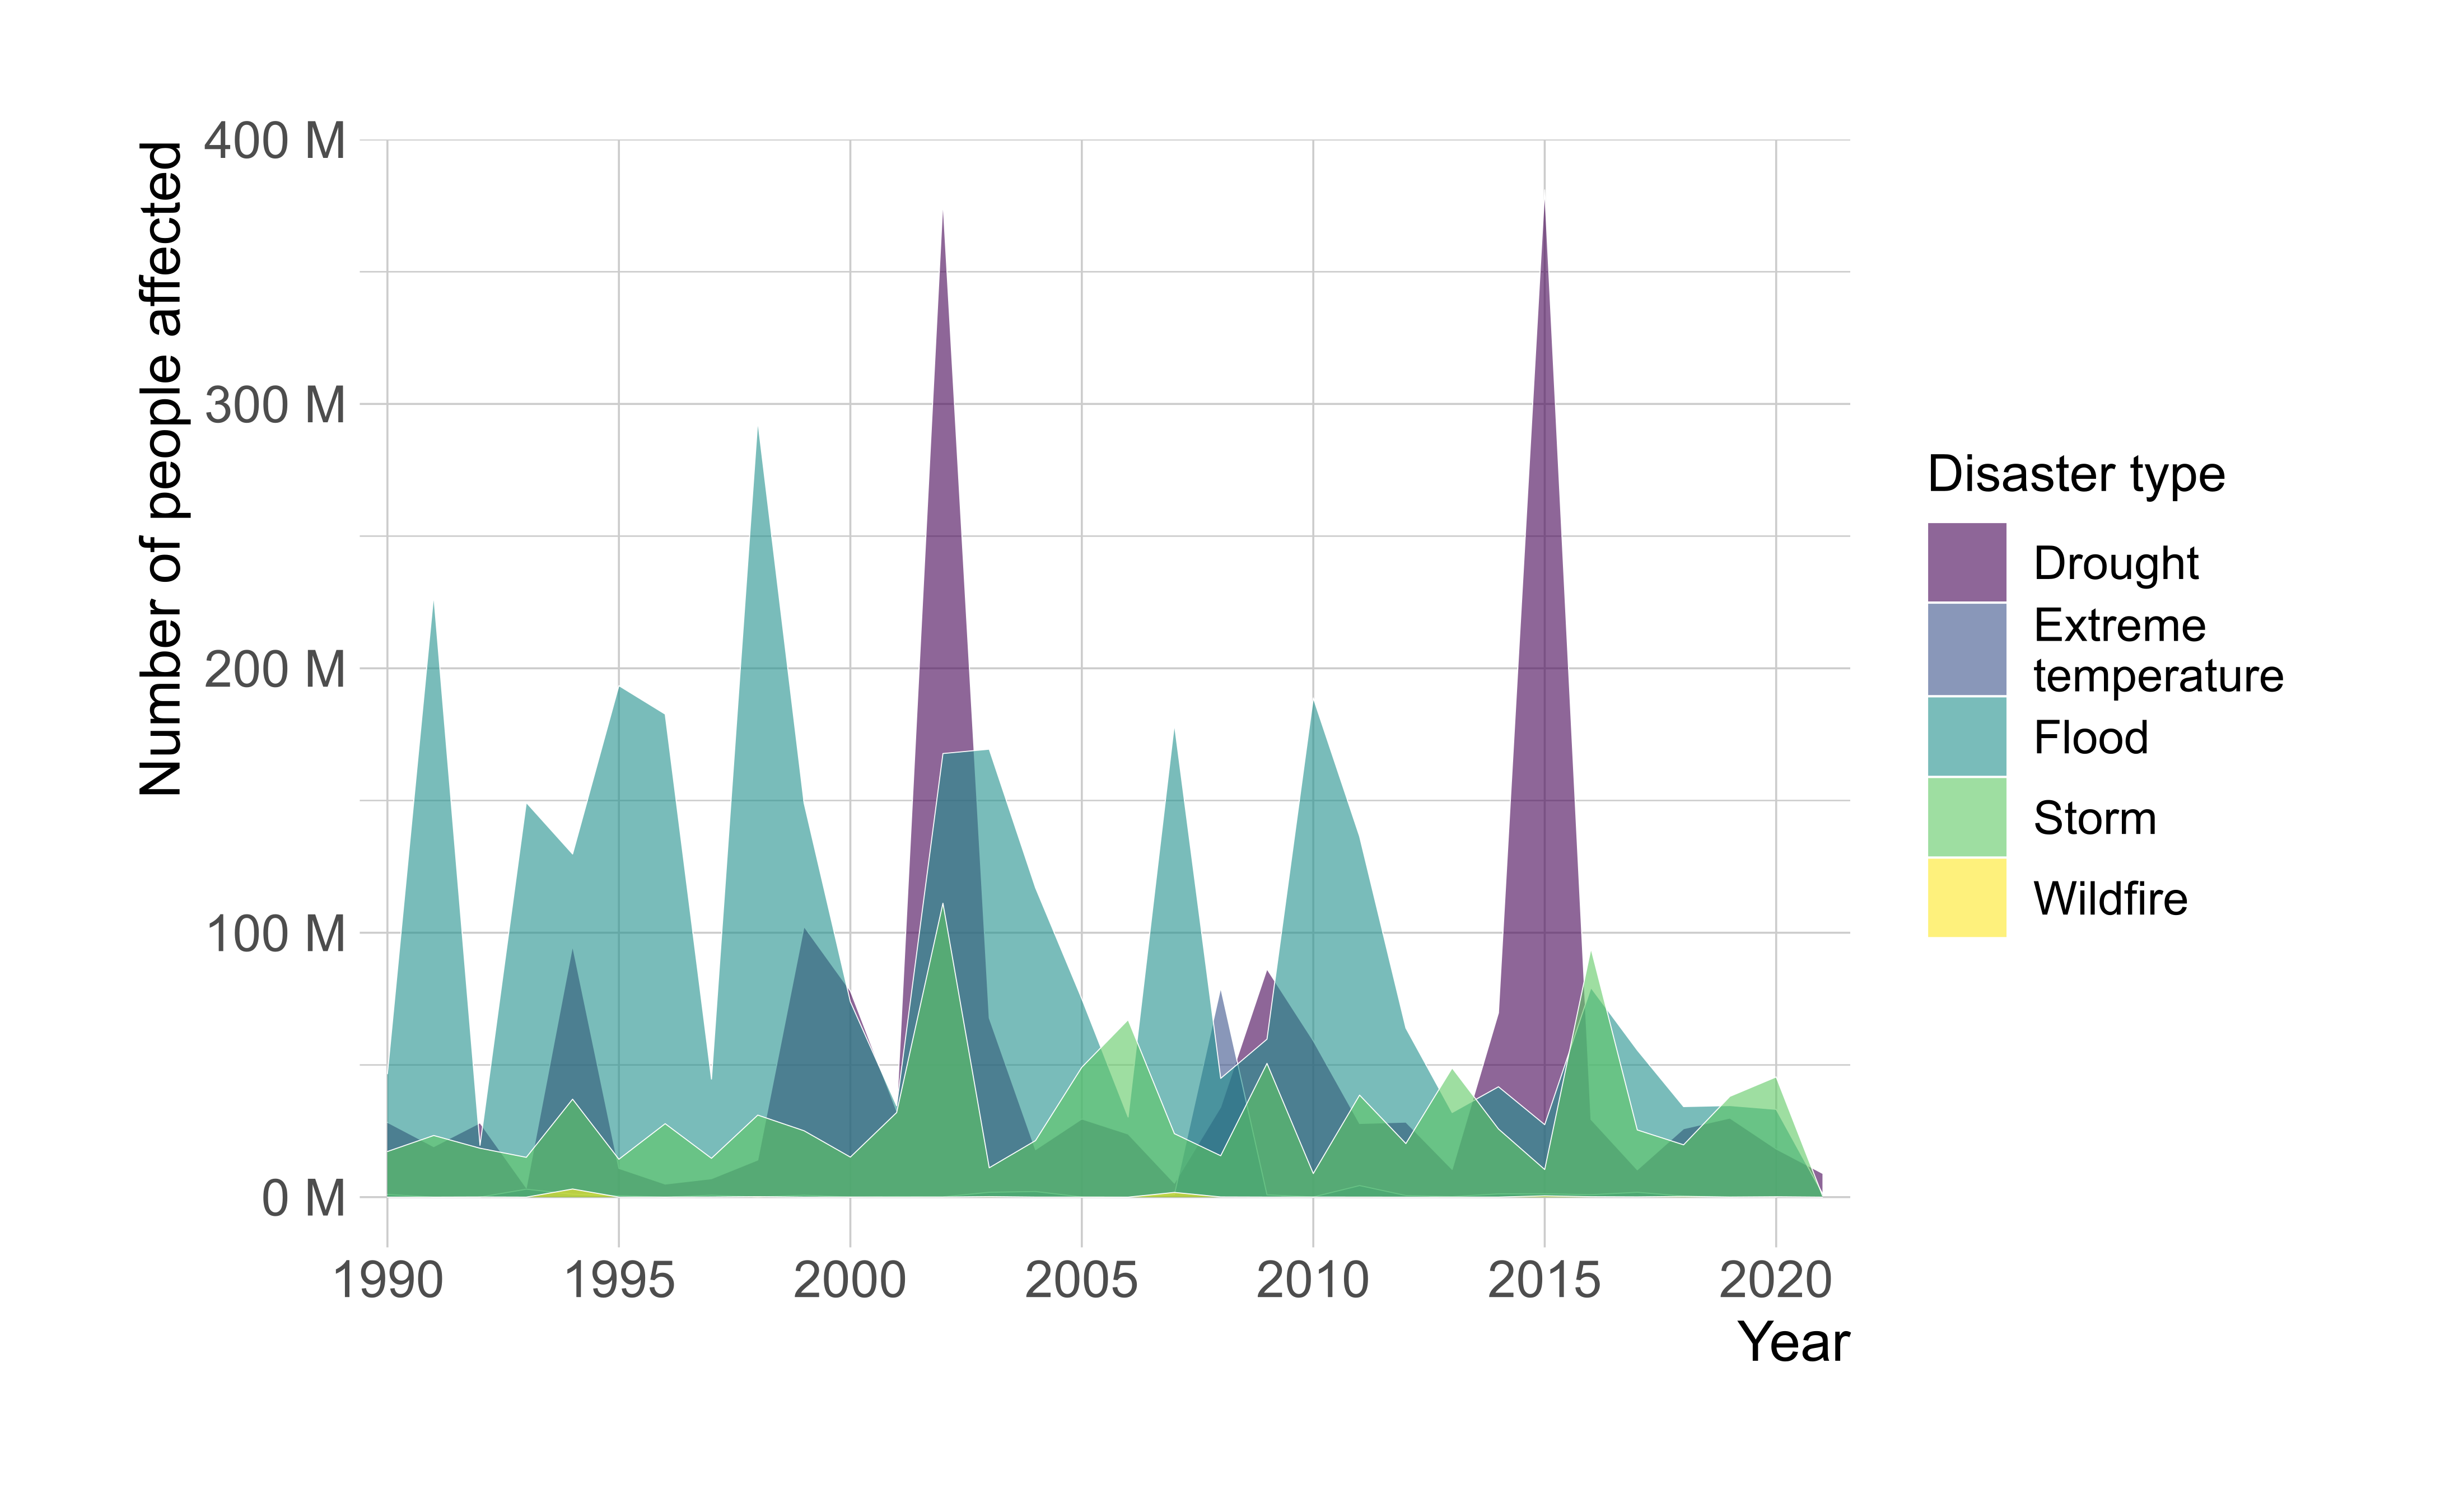 Number of people affected
400 M
300 M
200 M
100 M
0 M
1990 1995 2000 2005 2010 2015 2020
Year
Disaster type
Drought
Extreme
temperature
Flood
Storm
Wildfire